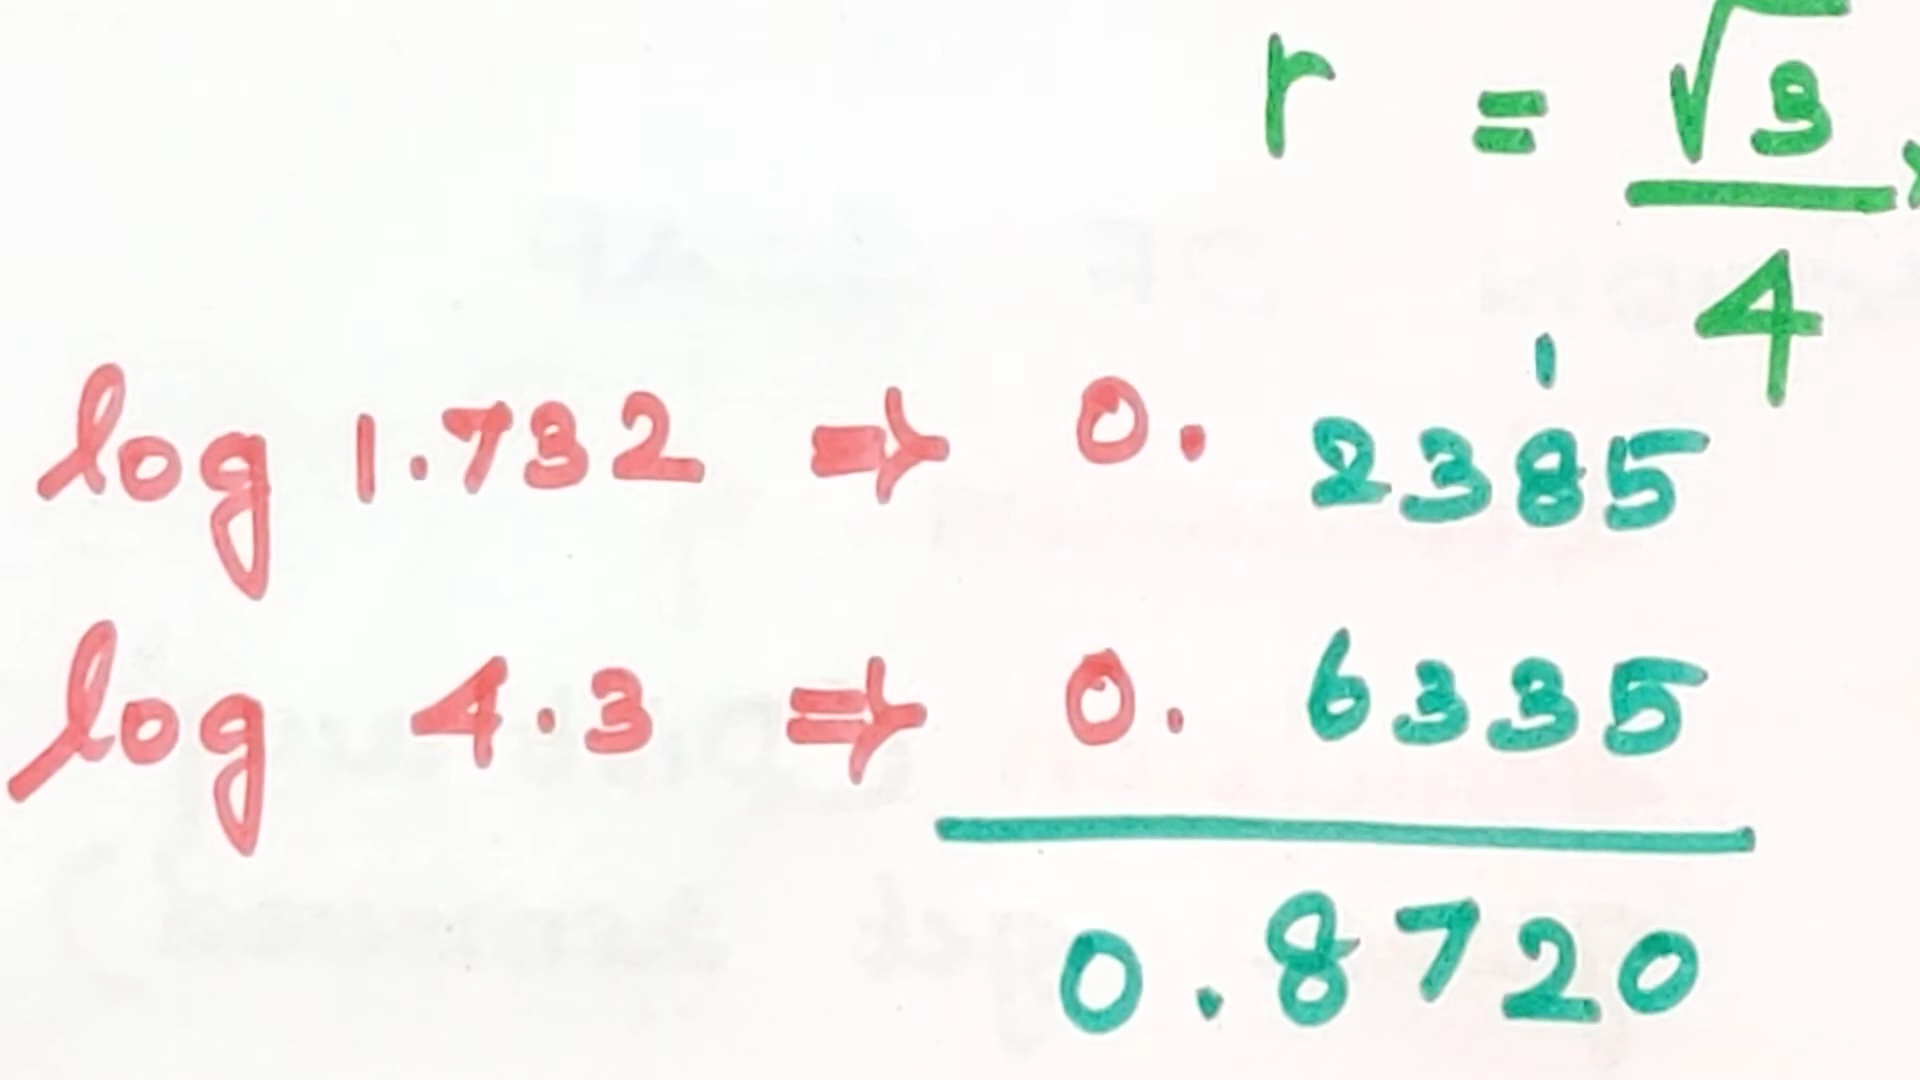 r = √3
4
log 1.732 ⇒ 0. 2385
log 4.3 ⇒ 0. 6335
0.8720